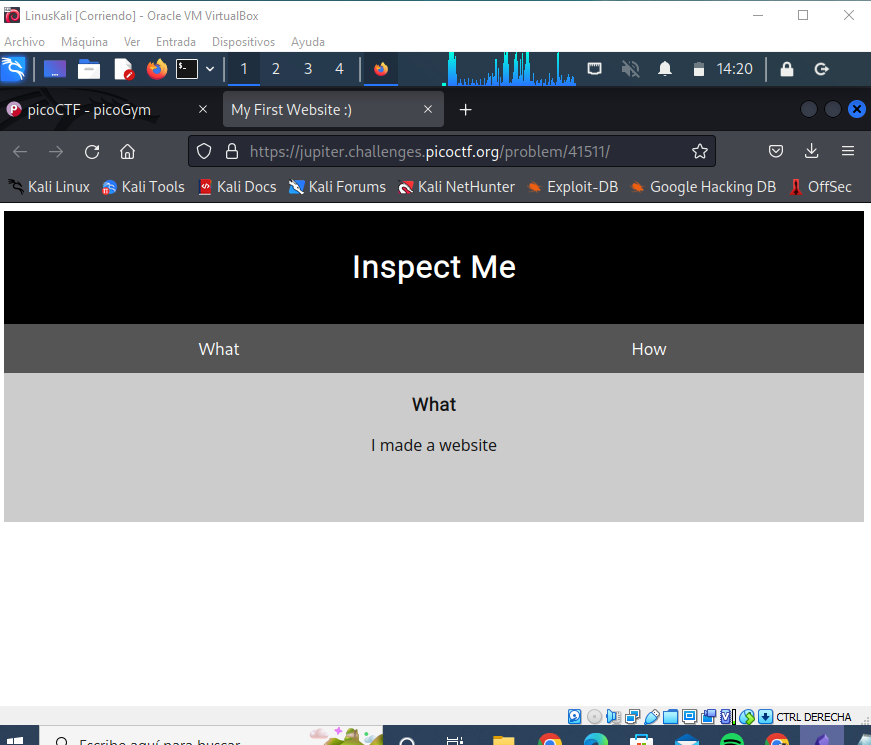 LinusKali [Corriendo] - Oracle VM VirtualBox
Archivo Máquina Ver Entrada Dispositivos Ayuda
1 2 3 4 14:20
picoCTF - picoGym My First Website :)
https://jupiter.challenges.picoctf.org/problem/41511/
Kali Linux Kali Tools Kali Docs Kali Forums Kali NetHunter Exploit-DB Google Hacking DB OffSec
Inspect Me
What How
What
I made a website
CTRL DERECHA
Escribe aquí para buscar